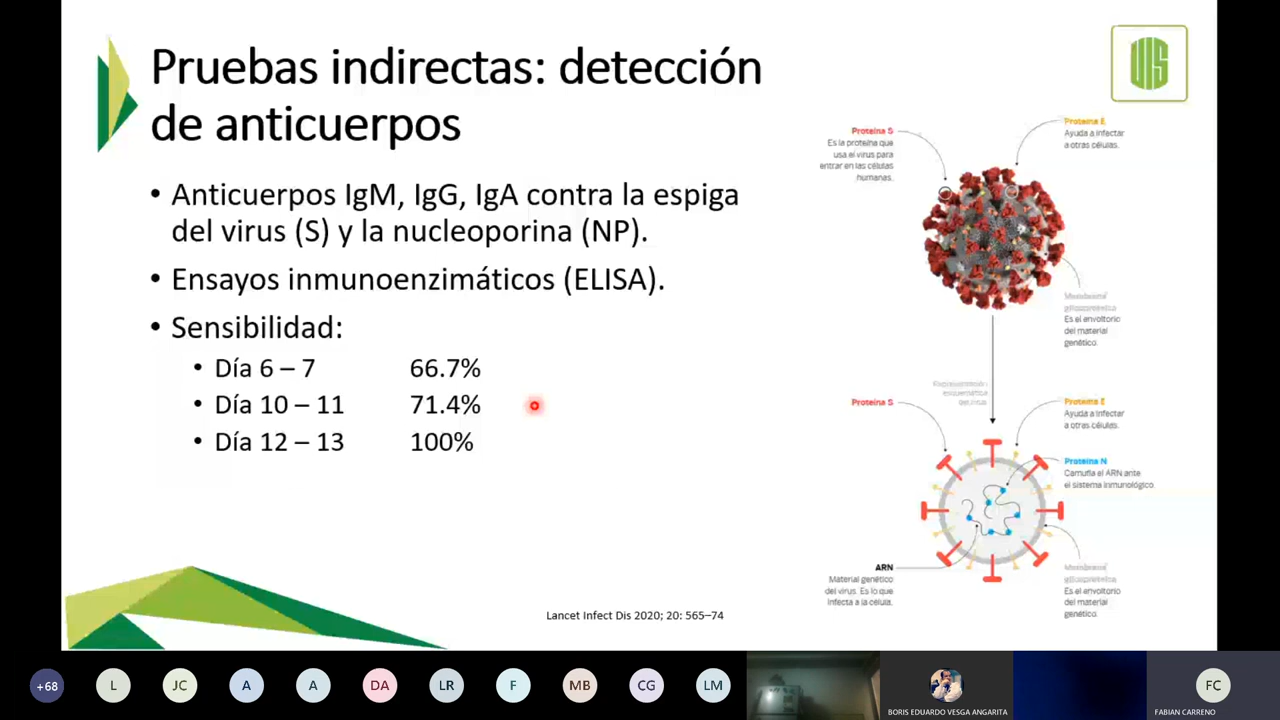 Pruebas indirectas: detección
de anticuerpos
UIS
• Anticuerpos IgM, IgG, IgA contra la espiga
del virus (S) y la nucleoporina (NP).
• Ensayos inmunoenzimáticos (ELISA).
• Sensibilidad:
• Día 6 – 7 66.7%
• Día 10 – 11 71.4%
• Día 12 – 13 100%
Proteína S
Es la proteína que
usa el virus para
entrar en las células
humanas.
Proteína E
Ayuda a infectar
a otras células.
Es el envoltorio
del material
genético.
Proteína S
Proteína E
Ayuda a infectar
a otras células.
Proteína N
Camufla el ARN ante
el sistema inmunológico.
ARN
Material genético
del virus. Es lo que
infecta a la célula.
Es el envoltorio
del material
genético.
Lancet Infect Dis 2020; 20: 565–74
+68
L
JC
A
A
DA
LR
F
MB
CG
LM
BORIS EDUARDO VESGA ANGARITA
FC
FABIAN CARREÑO